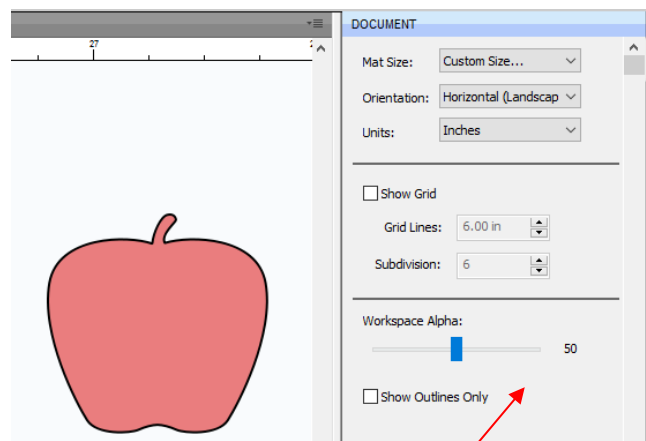 DOCUMENT
27
Mat Size: Custom Size...
Orientation: Horizontal (Landscap
Units: Inches
Show Grid
Grid Lines: 6.00 in
Subdivision: 6
Workspace Alpha:
50
Show Outlines Only